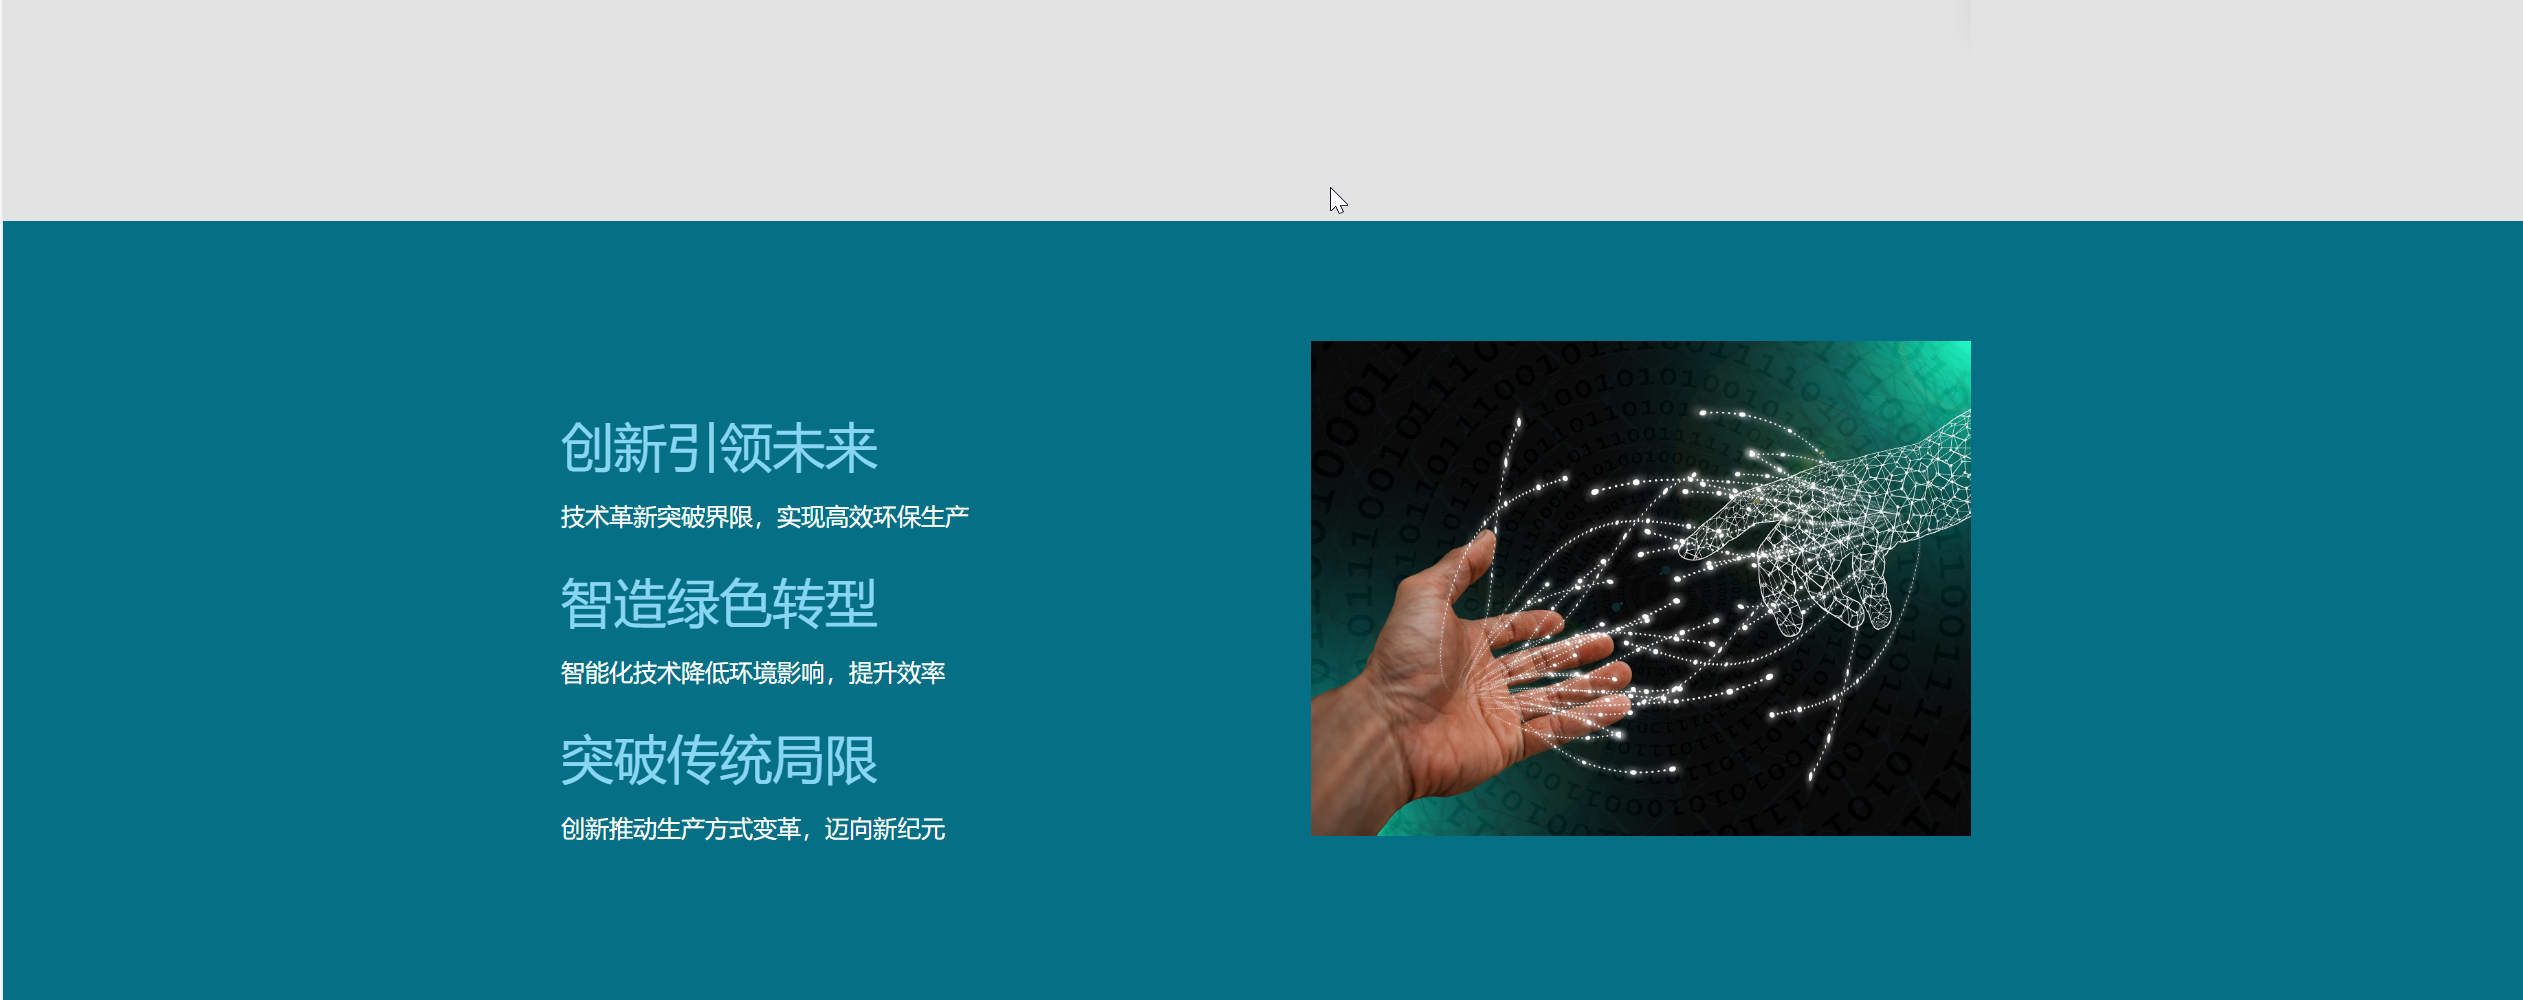 创新引领未来
技术革新突破界限，实现高效环保生产
智造绿色转型
智能化技术降低环境影响，提升效率
突破传统局限
创新推动生产方式变革，迈向新纪元